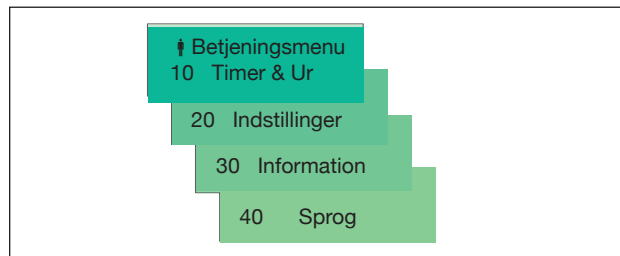 Betjeningsmenu
10 Timer & Ur
20 Indstillinger
30 Information
40 Sprog